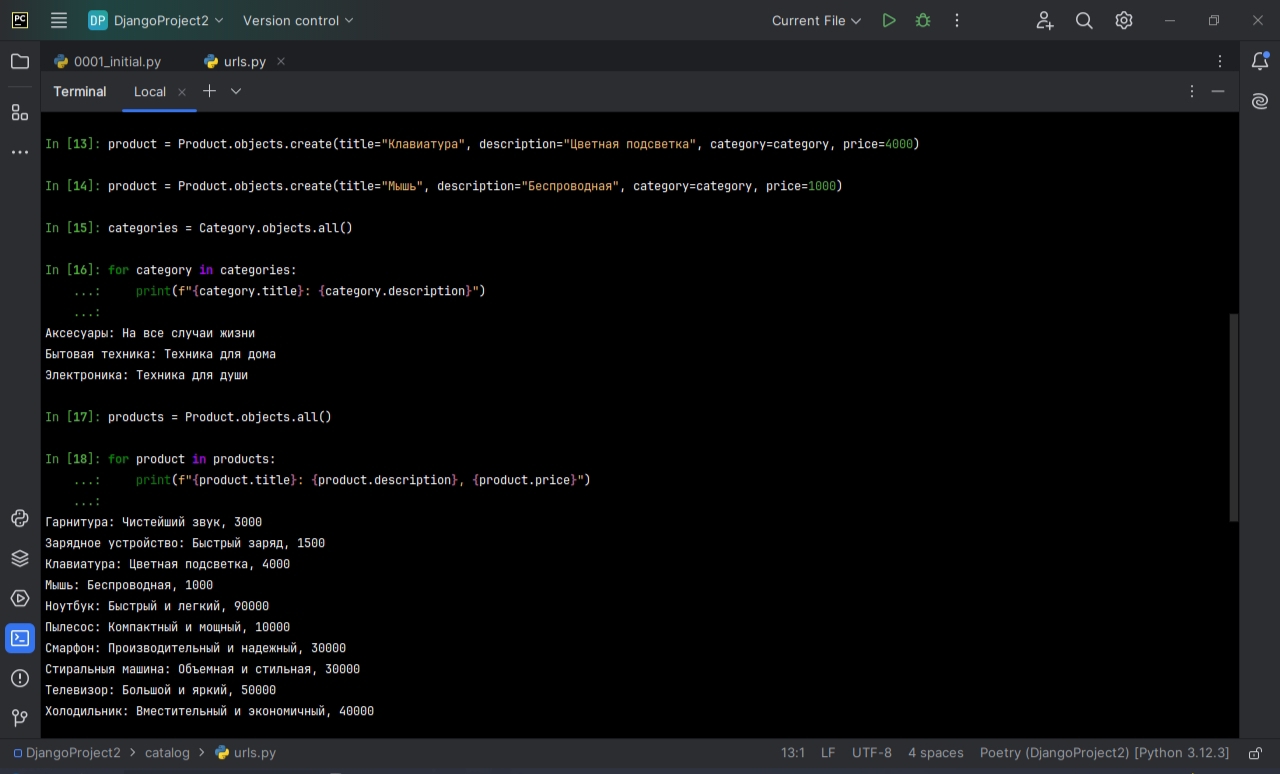 PC DP DjangoProject2 Version control Current File
0001_initial.py urls.py
Terminal Local
In [13]: product = Product.objects.create(title="Клавиатура", description="Цветная подсветка", category=category, price=4000)
In [14]: product = Product.objects.create(title="Мышь", description="Беспроводная", category=category, price=1000)
In [15]: categories = Category.objects.all()
In [16]: for category in categories:
...: print(f"{category.title}: {category.description}")
...:
Аксесуары: На все случаи жизни
Бытовая техника: Техника для дома
Электроника: Техника для души
In [17]: products = Product.objects.all()
In [18]: for product in products:
...: print(f"{product.title}: {product.description}, {product.price}")
...:
Гарнитура: Чистейший звук, 3000
Зарядное устройство: Быстрый заряд, 1500
Клавиатура: Цветная подсветка, 4000
Мышь: Беспроводная, 1000
Ноутбук: Быстрый и легкий, 90000
Пылесос: Компактный и мощный, 10000
Смарфон: Производительный и надежный, 30000
Стиральныя машина: Объемная и стильная, 30000
Телевизор: Большой и яркий, 50000
Холодильник: Вместительный и экономичный, 40000
DjangoProject2 > catalog > urls.py 13:1 LF UTF-8 4 spaces Poetry (DjangoProject2) [Python 3.12.3]